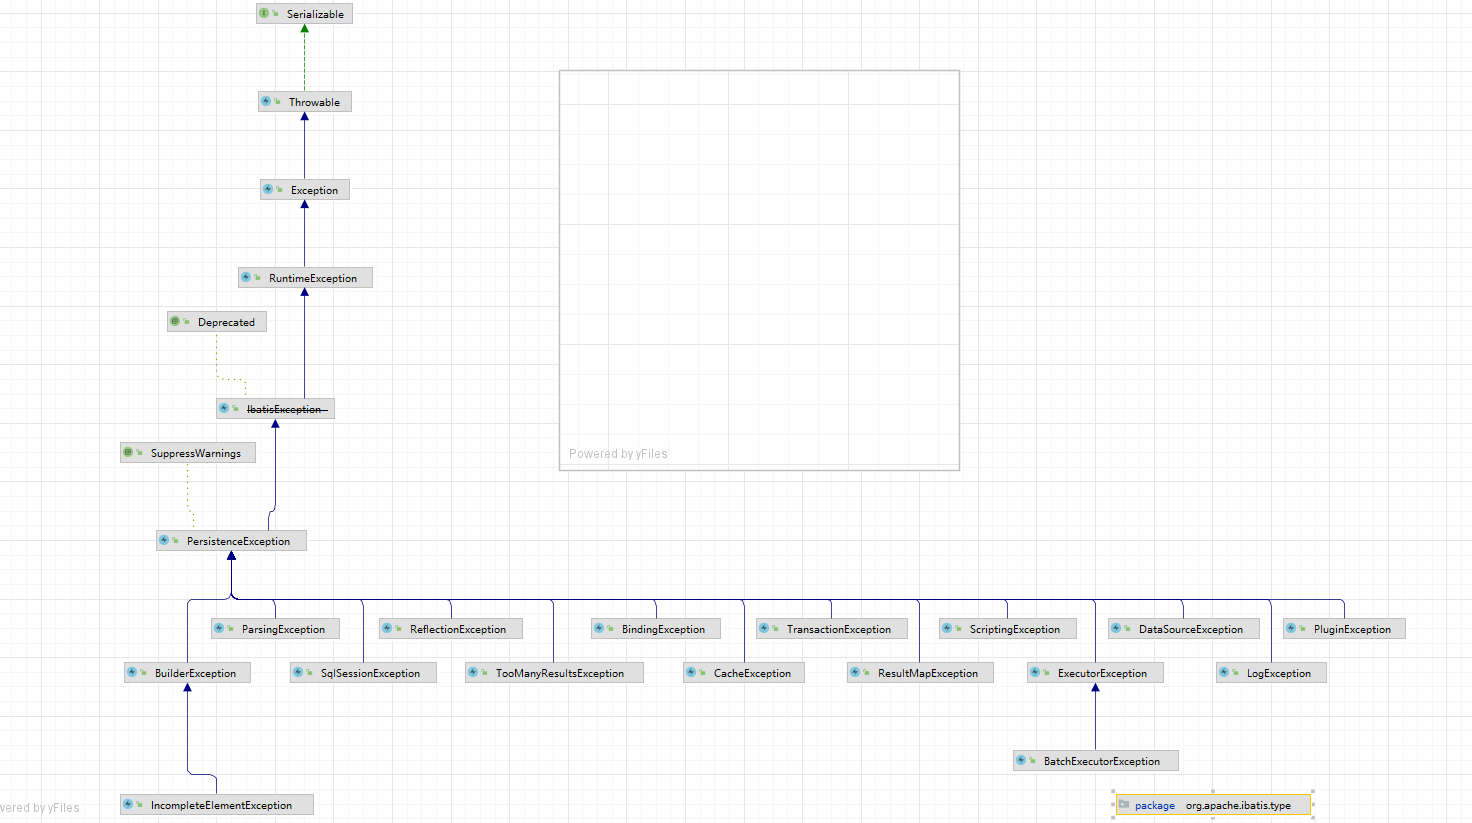 Serializable
Throwable
Exception
RuntimeException
Deprecated
IbatisException
SuppressWarnings
Powered by yFiles
PersistenceException
ParsingException
ReflectionException
BindingException
TransactionException
ScriptingException
DataSourceException
PluginException
BuilderException
SqlSessionException
TooManyResultsException
CacheException
ResultMapException
ExecutorException
LogException
BatchExecutorException
IncompleteElementException
package org.apache.ibatis.type
wered by yFiles